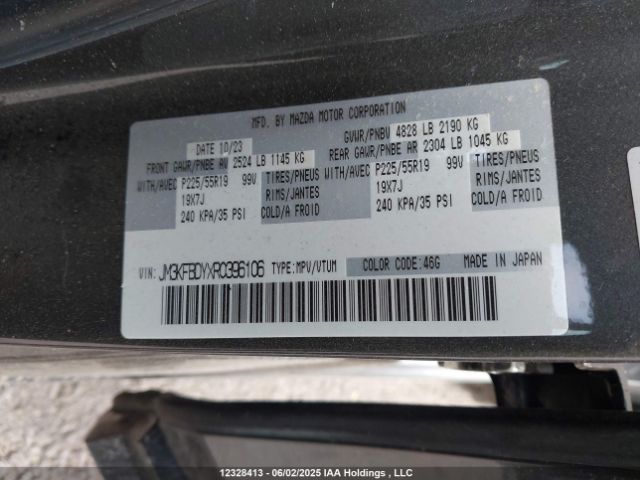 MFD. BY MAZDA MOTOR CORPORATION
DATE 10/23
GVWR/PNBV 4828 LB 2190 KG
FRONT GAWR/PNBE AV 2524 LB 1145 KG
REAR GAWR/PNBE AR 2304 LB 1045 KG
WITH/AVEC P225/55R19 99V TIRES/PNEUS
19X7J RIMS/JANTES
240 KPA/35 PSI COLD/A FROID
WITH/AVEC P225/55R19 99V TIRES/PNEUS
19X7J RIMS/JANTES
240 KPA/35 PSI COLD/A FROID
VIN: JM3KFBDYXR0396106 TYPE:MPV/VTUM COLOR CODE:46G MADE IN JAPAN
12328413 - 06/02/2025 IAA Holdings , LLC